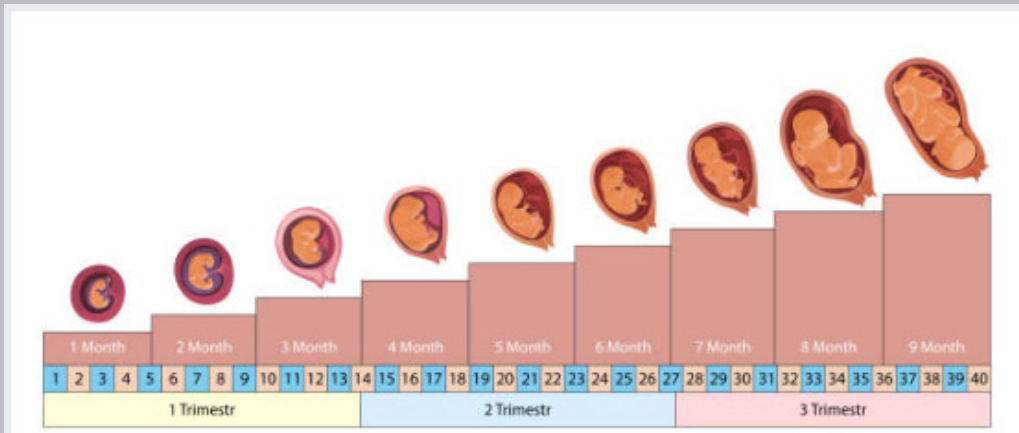 1 Month 2 Month 3 Month 4 Month 5 Month 6 Month 7 Month 8 Month 9 Month
1 2 3 4 5 6 7 8 9 10 11 12 13 14 15 16 17 18 19 20 21 22 23 24 25 26 27 28 29 30 31 32 33 34 35 36 37 38 39 40
1 Trimestr 2 Trimestr 3 Trimestr